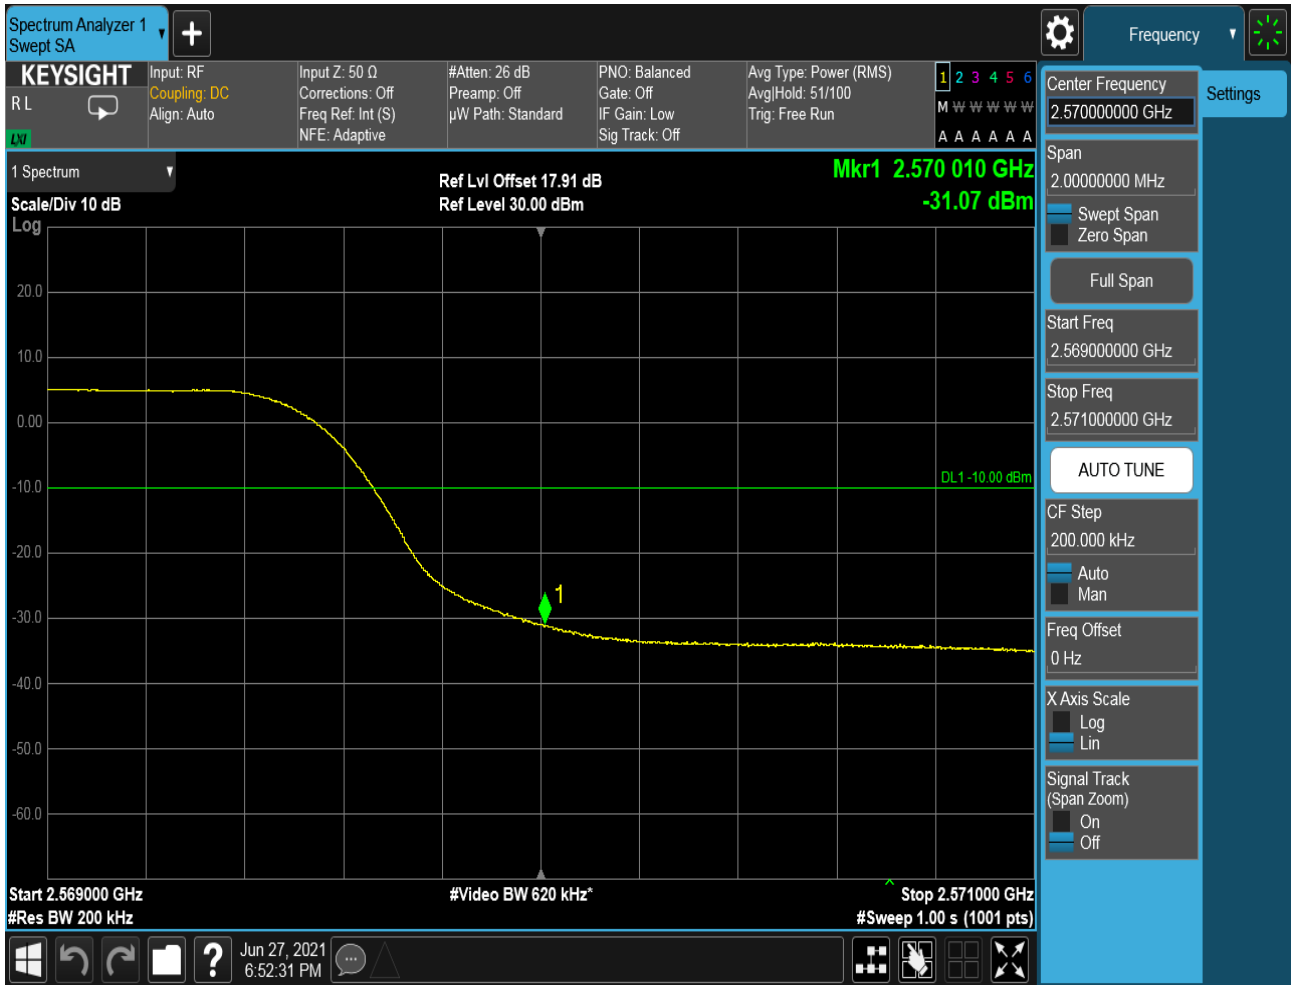 Spectrum Analyzer 1
Swept SA
Frequency
KEYSIGHT
R L
LXI
Input: RF
Coupling: DC
Align: Auto
Input Z: 50 Ω
Corrections: Off
Freq Ref: Int (S)
NFE: Adaptive
#Atten: 26 dB
Preamp: Off
µW Path: Standard
PNO: Balanced
Gate: Off
IF Gain: Low
Sig Track: Off
Avg Type: Power (RMS)
Avg|Hold: 51/100
Trig: Free Run
1 2 3 4 5 6
M W W W W W
A A A A A A
1 Spectrum
Scale/Div 10 dB
Log
Ref Lvl Offset 17.91 dB
Ref Level 30.00 dBm
Mkr1 2.570 010 GHz
-31.07 dBm
20.0
10.0
0.00
-10.0
-20.0
-30.0
-40.0
-50.0
-60.0
DL1 -10.00 dBm
1
Start 2.569000 GHz
#Res BW 200 kHz
#Video BW 620 kHz*
Stop 2.571000 GHz
#Sweep 1.00 s (1001 pts)
Jun 27, 2021
6:52:31 PM
Center Frequency
2.570000000 GHz
Settings
Span
2.00000000 MHz
Swept Span
Zero Span
Full Span
Start Freq
2.569000000 GHz
Stop Freq
2.571000000 GHz
AUTO TUNE
CF Step
200.000 kHz
Auto
Man
Freq Offset
0 Hz
X Axis Scale
Log
Lin
Signal Track
(Span Zoom)
On
Off